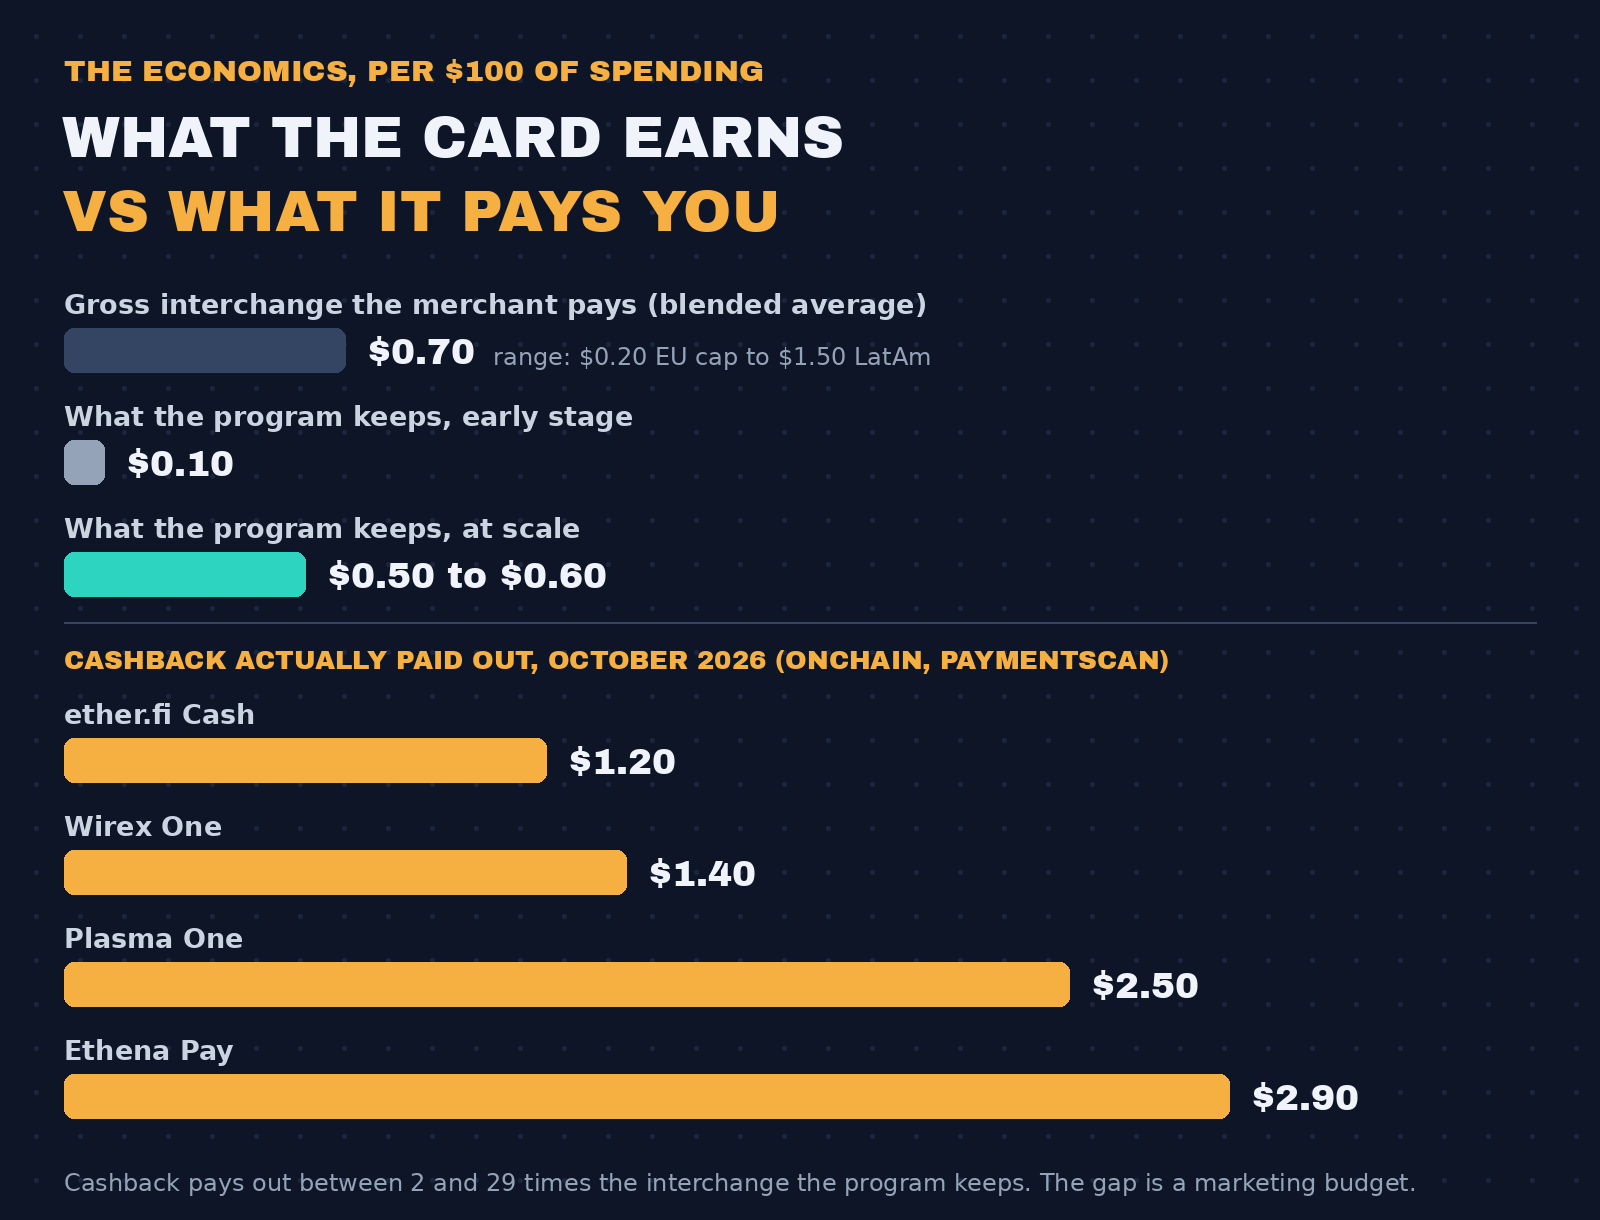 THE ECONOMICS, PER $100 OF SPENDING
WHAT THE CARD EARNS
VS WHAT IT PAYS YOU
Gross interchange the merchant pays (blended average)
$0.70 range: $0.20 EU cap to $1.50 LatAm
What the program keeps, early stage
$0.10
What the program keeps, at scale
$0.50 to $0.60
CASHBACK ACTUALLY PAID OUT, OCTOBER 2026 (ONCHAIN, PAYMENTSCAN)
ether.fi Cash
$1.20
Wirex One
$1.40
Plasma One
$2.50
Ethena Pay
$2.90
Cashback pays out between 2 and 29 times the interchange the program keeps. The gap is a marketing budget.